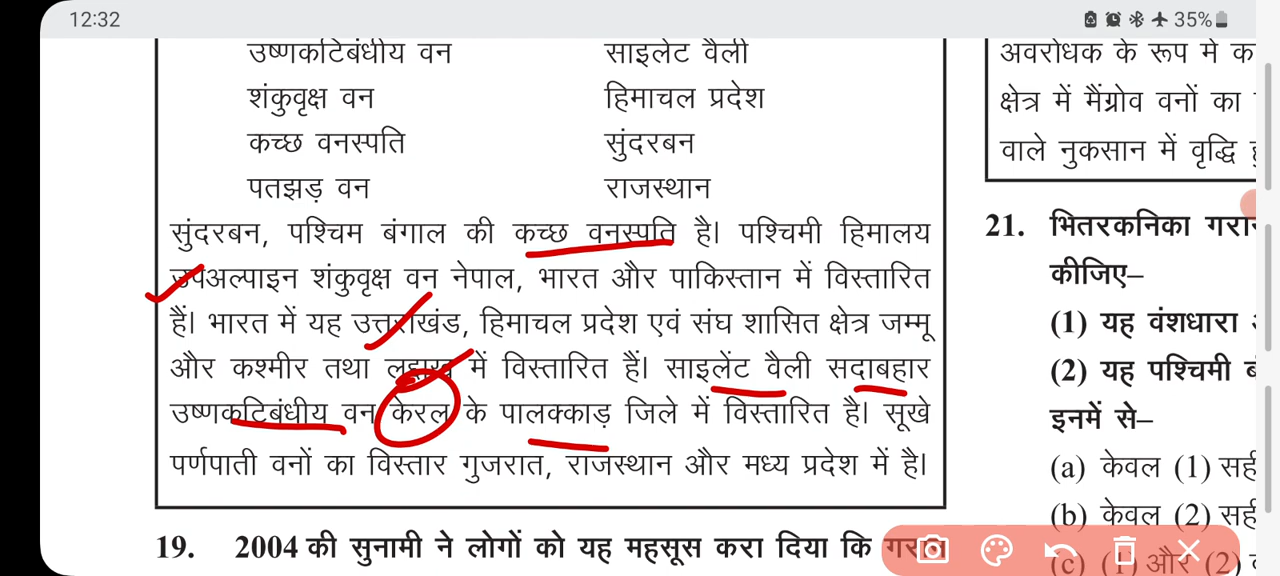 12:32
35%
उष्णकटिबंधीय वन साइलेंट वैली
शंकुवृक्ष वन हिमाचल प्रदेश
कच्छ वनस्पति सुंदरबन
पतझड़ वन राजस्थान
सुंदरबन, पश्चिम बंगाल की कच्छ वनस्पति है। पश्चिमी हिमालय
उपअल्पाइन शंकुवृक्ष वन नेपाल, भारत और पाकिस्तान में विस्तारित
हैं। भारत में यह उत्तराखंड, हिमाचल प्रदेश एवं संघ शासित क्षेत्र जम्मू
और कश्मीर तथा लद्दाख में विस्तारित हैं। साइलेंट वैली सदाबहार
उष्णकटिबंधीय वन केरल के पालक्काड़ जिले में विस्तारित है। सूखे
पर्णपाती वनों का विस्तार गुजरात, राजस्थान और मध्य प्रदेश में है।
19. 2004 की सुनामी ने लोगों को यह महसूस करा दिया कि
अवरोधक के रूप मे
क्षेत्र में मैंग्रोव वनों का
वाले नुकसान में वृद्धि
21. भितरकनिका
कीजिए–
(1) यह वंशधारा
(2) यह पश्चिमी
इनमें से–
(a) केवल (1)
(b) केवल (2)
(c) (1) और (2)